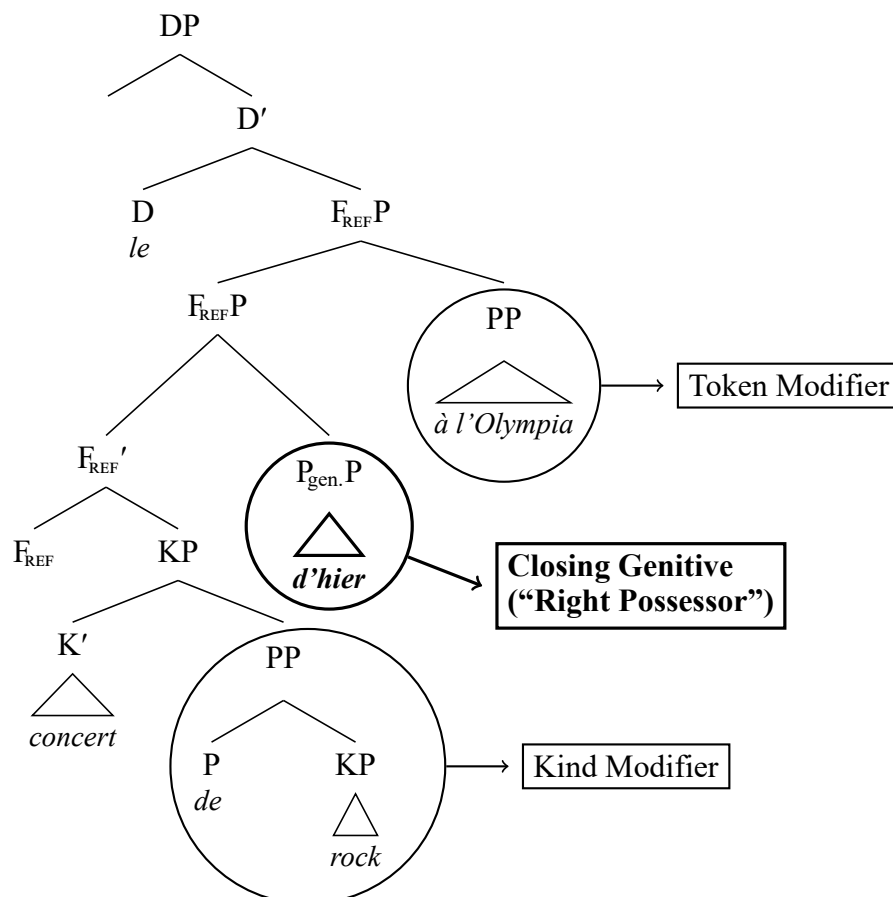 DP
D′
D F_REF P
le
F_REF P PP
à l’Olympia Token Modifier
F_REF′ P_gen. P
F_REF KP
d’hier Closing Genitive
(“Right Possessor”)
K′ PP
concert
P KP Kind Modifier
de
rock